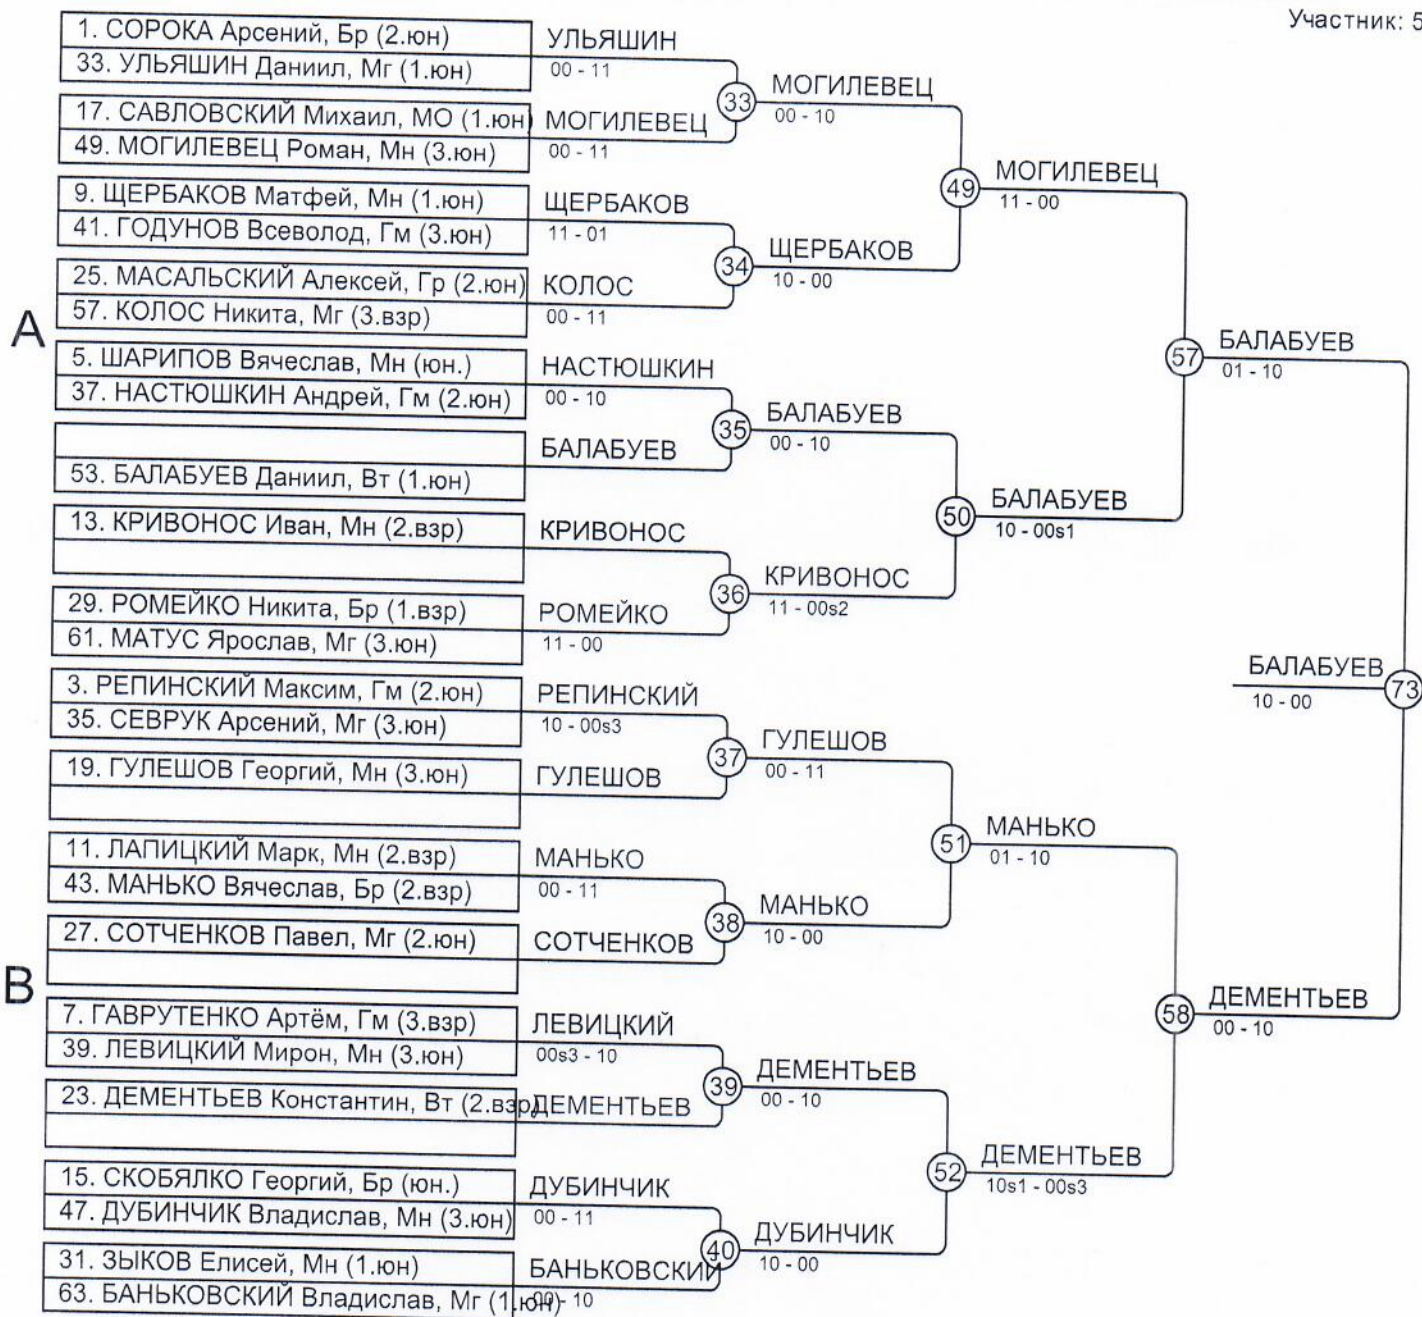 Участник: 5
1. СОРОКА Арсений, Бр (2.юн)
33. УЛЬЯШИН Даниил, Мг (1.юн)
17. САВЛОВСКИЙ Михаил, МО (1.юн)
49. МОГИЛЕВЕЦ Роман, Мн (3.юн)
9. ЩЕРБАКОВ Матфей, Мн (1.юн)
41. ГОДУНОВ Всеволод, Гм (3.юн)
25. МАСАЛЬСКИЙ Алексей, Гр (2.юн)
57. КОЛОС Никита, Мг (3.взр)
A
5. ШАРИПОВ Вячеслав, Мн (юн.)
37. НАСТЮШКИН Андрей, Гм (2.юн)
53. БАЛАБУЕВ Даниил, Вт (1.юн)
13. КРИВОНОС Иван, Мн (2.взр)
29. РОМЕЙКО Никита, Бр (1.взр)
61. МАТУС Ярослав, Мг (3.юн)
3. РЕПИНСКИЙ Максим, Гм (2.юн)
35. СЕВРУК Арсений, Мг (3.юн)
19. ГУЛЕШОВ Георгий, Мн (3.юн)
11. ЛАПИЦКИЙ Марк, Мн (2.взр)
43. МАНЬКО Вячеслав, Бр (2.взр)
27. СОТЧЕНКОВ Павел, Мг (2.юн)
B
7. ГАВРУТЕНКО Артём, Гм (3.взр)
39. ЛЕВИЦКИЙ Мирон, Мн (3.юн)
23. ДЕМЕНТЬЕВ Константин, Вт (2.взр)
15. СКОБЯЛКО Георгий, Бр (юн.)
47. ДУБИНЧИК Владислав, Мн (3.юн)
31. ЗЫКОВ Елисей, Мн (1.юн)
63. БАНЬКОВСКИЙ Владислав, Мг (1.юн)
УЛЬЯШИН
00 - 11
МОГИЛЕВЕЦ
00 - 11
ЩЕРБАКОВ
11 - 01
КОЛОС
00 - 11
НАСТЮШКИН
00 - 10
БАЛАБУЕВ
КРИВОНОС
РОМЕЙКО
11 - 00
РЕПИНСКИЙ
10 - 00s3
ГУЛЕШОВ
МАНЬКО
00 - 11
СОТЧЕНКОВ
ЛЕВИЦКИЙ
00s3 - 10
ДЕМЕНТЬЕВ
ДУБИНЧИК
00 - 11
БАНЬКОВСКИЙ
00 - 10
33
МОГИЛЕВЕЦ
00 - 10
34
ЩЕРБАКОВ
10 - 00
35
БАЛАБУЕВ
00 - 10
36
КРИВОНОС
11 - 00s2
37
ГУЛЕШОВ
00 - 11
38
МАНЬКО
10 - 00
39
ДЕМЕНТЬЕВ
00 - 10
40
ДУБИНЧИК
10 - 00
49
МОГИЛЕВЕЦ
11 - 00
50
БАЛАБУЕВ
10 - 00s1
51
МАНЬКО
01 - 10
52
ДЕМЕНТЬЕВ
10s1 - 00s3
57
БАЛАБУЕВ
01 - 10
58
ДЕМЕНТЬЕВ
00 - 10
БАЛАБУЕВ
73
10 - 00